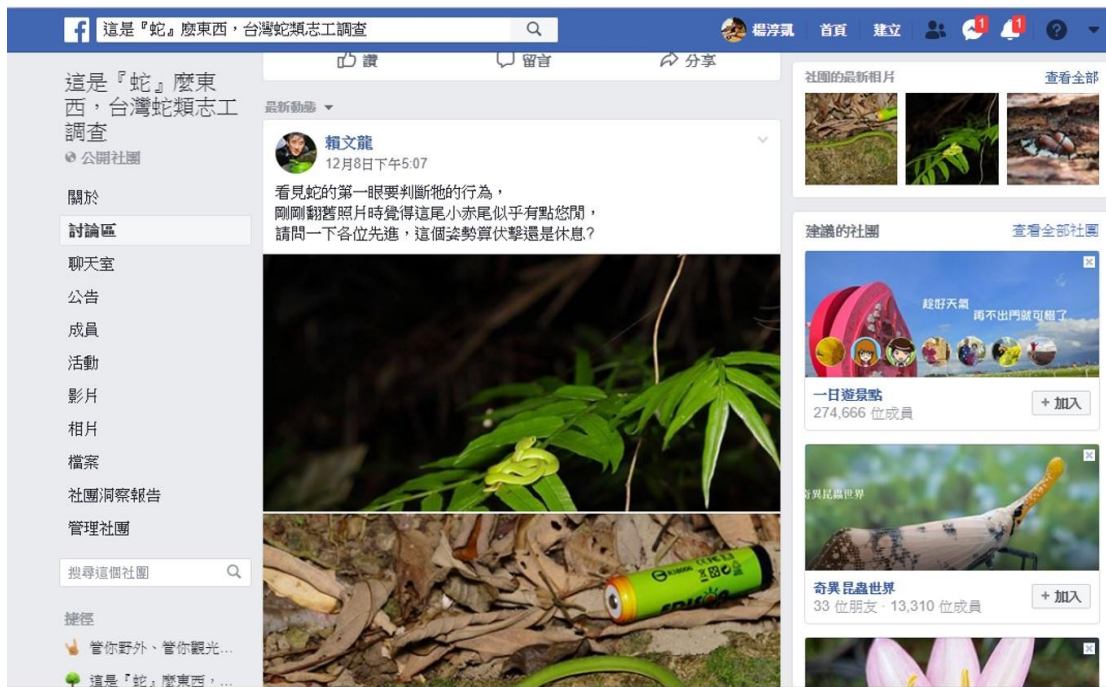 這是『蛇』麼東西，台灣蛇類志工調查
楊淳凱
首頁
建立
1
1
這是『蛇』麼東
西，台灣蛇類志工
調查
公開社團
關於
討論區
聊天室
公告
成員
活動
影片
相片
檔案
社團洞察報告
管理社團
搜尋這個社團
捷徑
管你野外、管你觀光...
這是『蛇』麼東西，...
讚
留言
分享
最新動態
賴文龍
12月8日下午5:07
看見蛇的第一眼要判斷牠的行為，
剛剛翻舊照片時覺得這尾小赤尾似乎有點悠閒，
請問一下各位先進，這個姿勢算伏擊還是休息?
社團的最新相片
查看全部
建議的社團
查看全部社團
趁好天氣
再不出門就可惜了
一日遊景點
274,666 位成員
+ 加入
奇異昆蟲世界
奇異昆蟲世界
33 位朋友 · 13,310 位成員
+ 加入